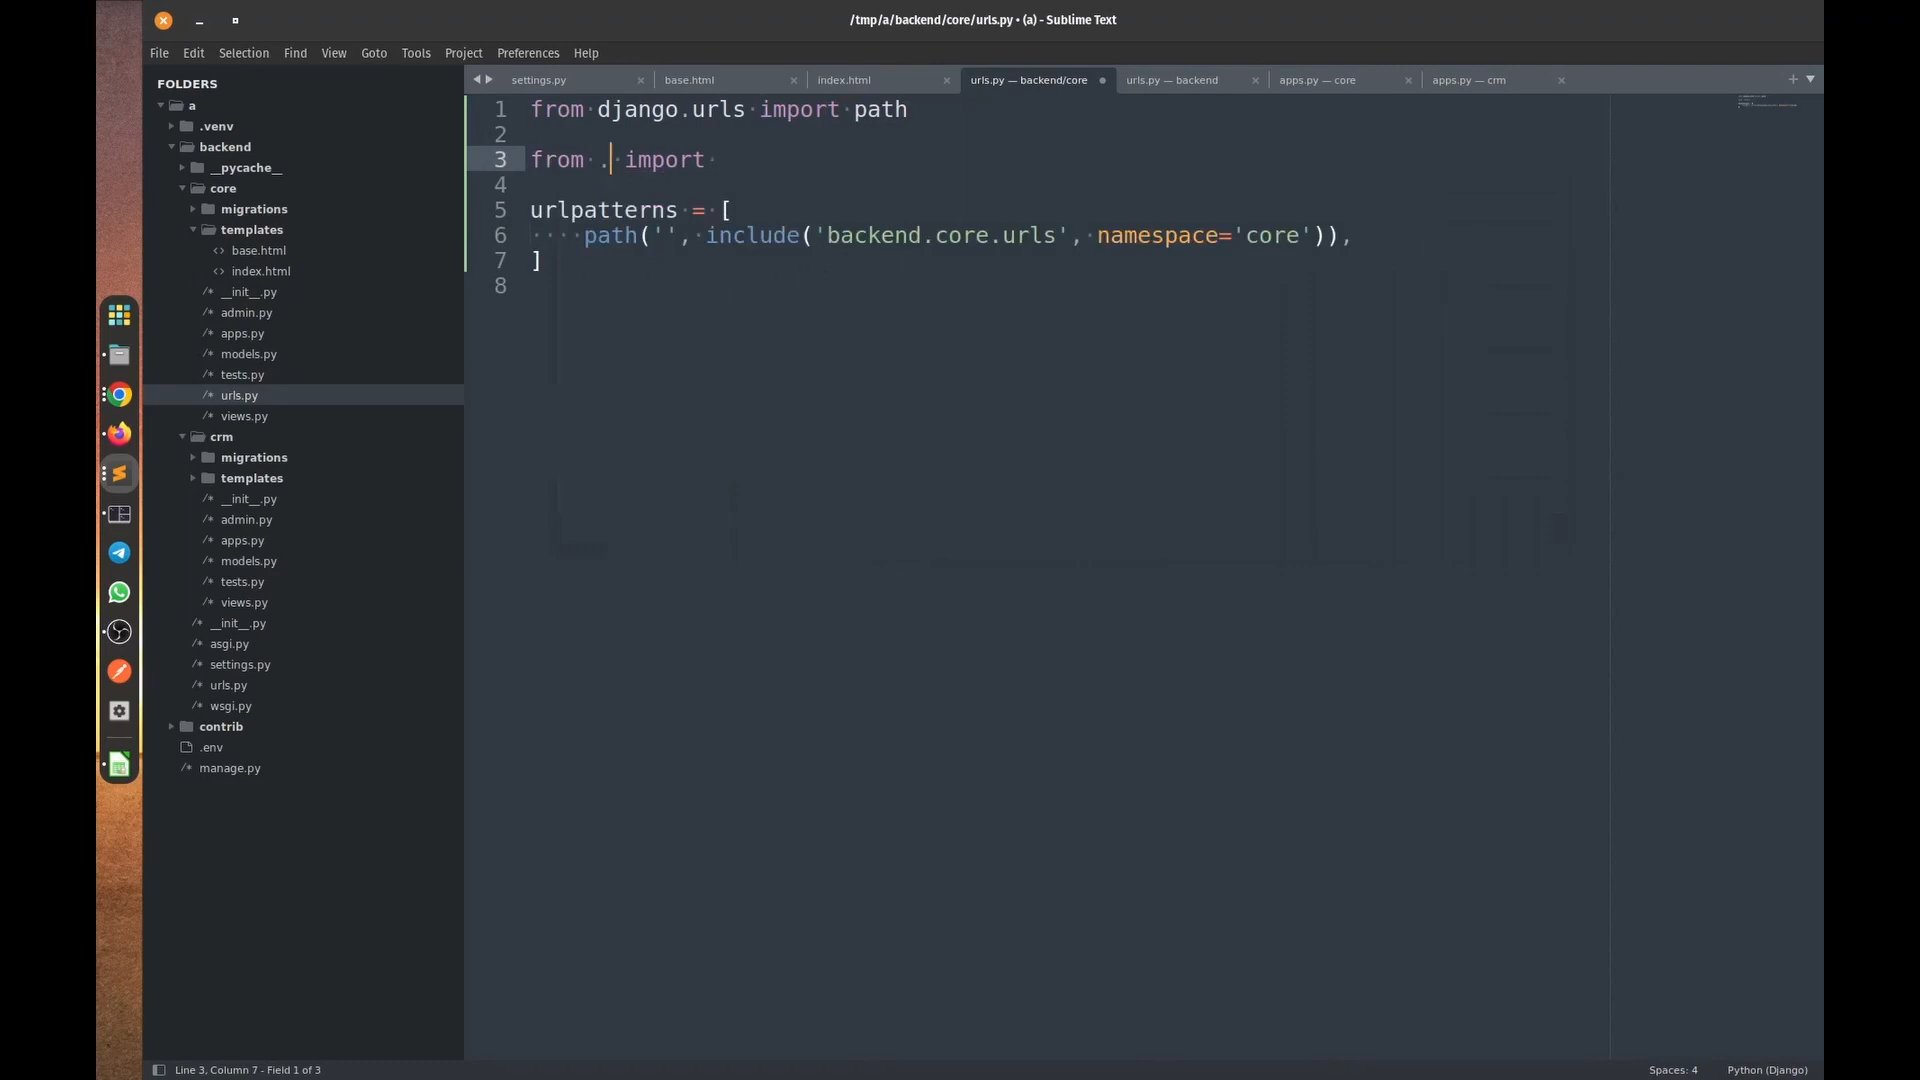 /tmp/a/backend/core/urls.py • (a) - Sublime Text
File Edit Selection Find View Goto Tools Project Preferences Help
FOLDERS
a
.venv
backend
__pycache__
core
migrations
templates
base.html
index.html
__init__.py
admin.py
apps.py
models.py
tests.py
urls.py
views.py
crm
migrations
templates
__init__.py
admin.py
apps.py
models.py
tests.py
views.py
__init__.py
asgi.py
settings.py
urls.py
wsgi.py
contrib
.env
manage.py
settings.py base.html index.html urls.py — backend/core urls.py — backend apps.py — core apps.py — crm
1 from django.urls import path
2
3 from . import
4
5 urlpatterns = [
6     path('', include('backend.core.urls', namespace='core')),
7 ]
8
Line 3, Column 7 - Field 1 of 3 Spaces: 4 Python (Django)